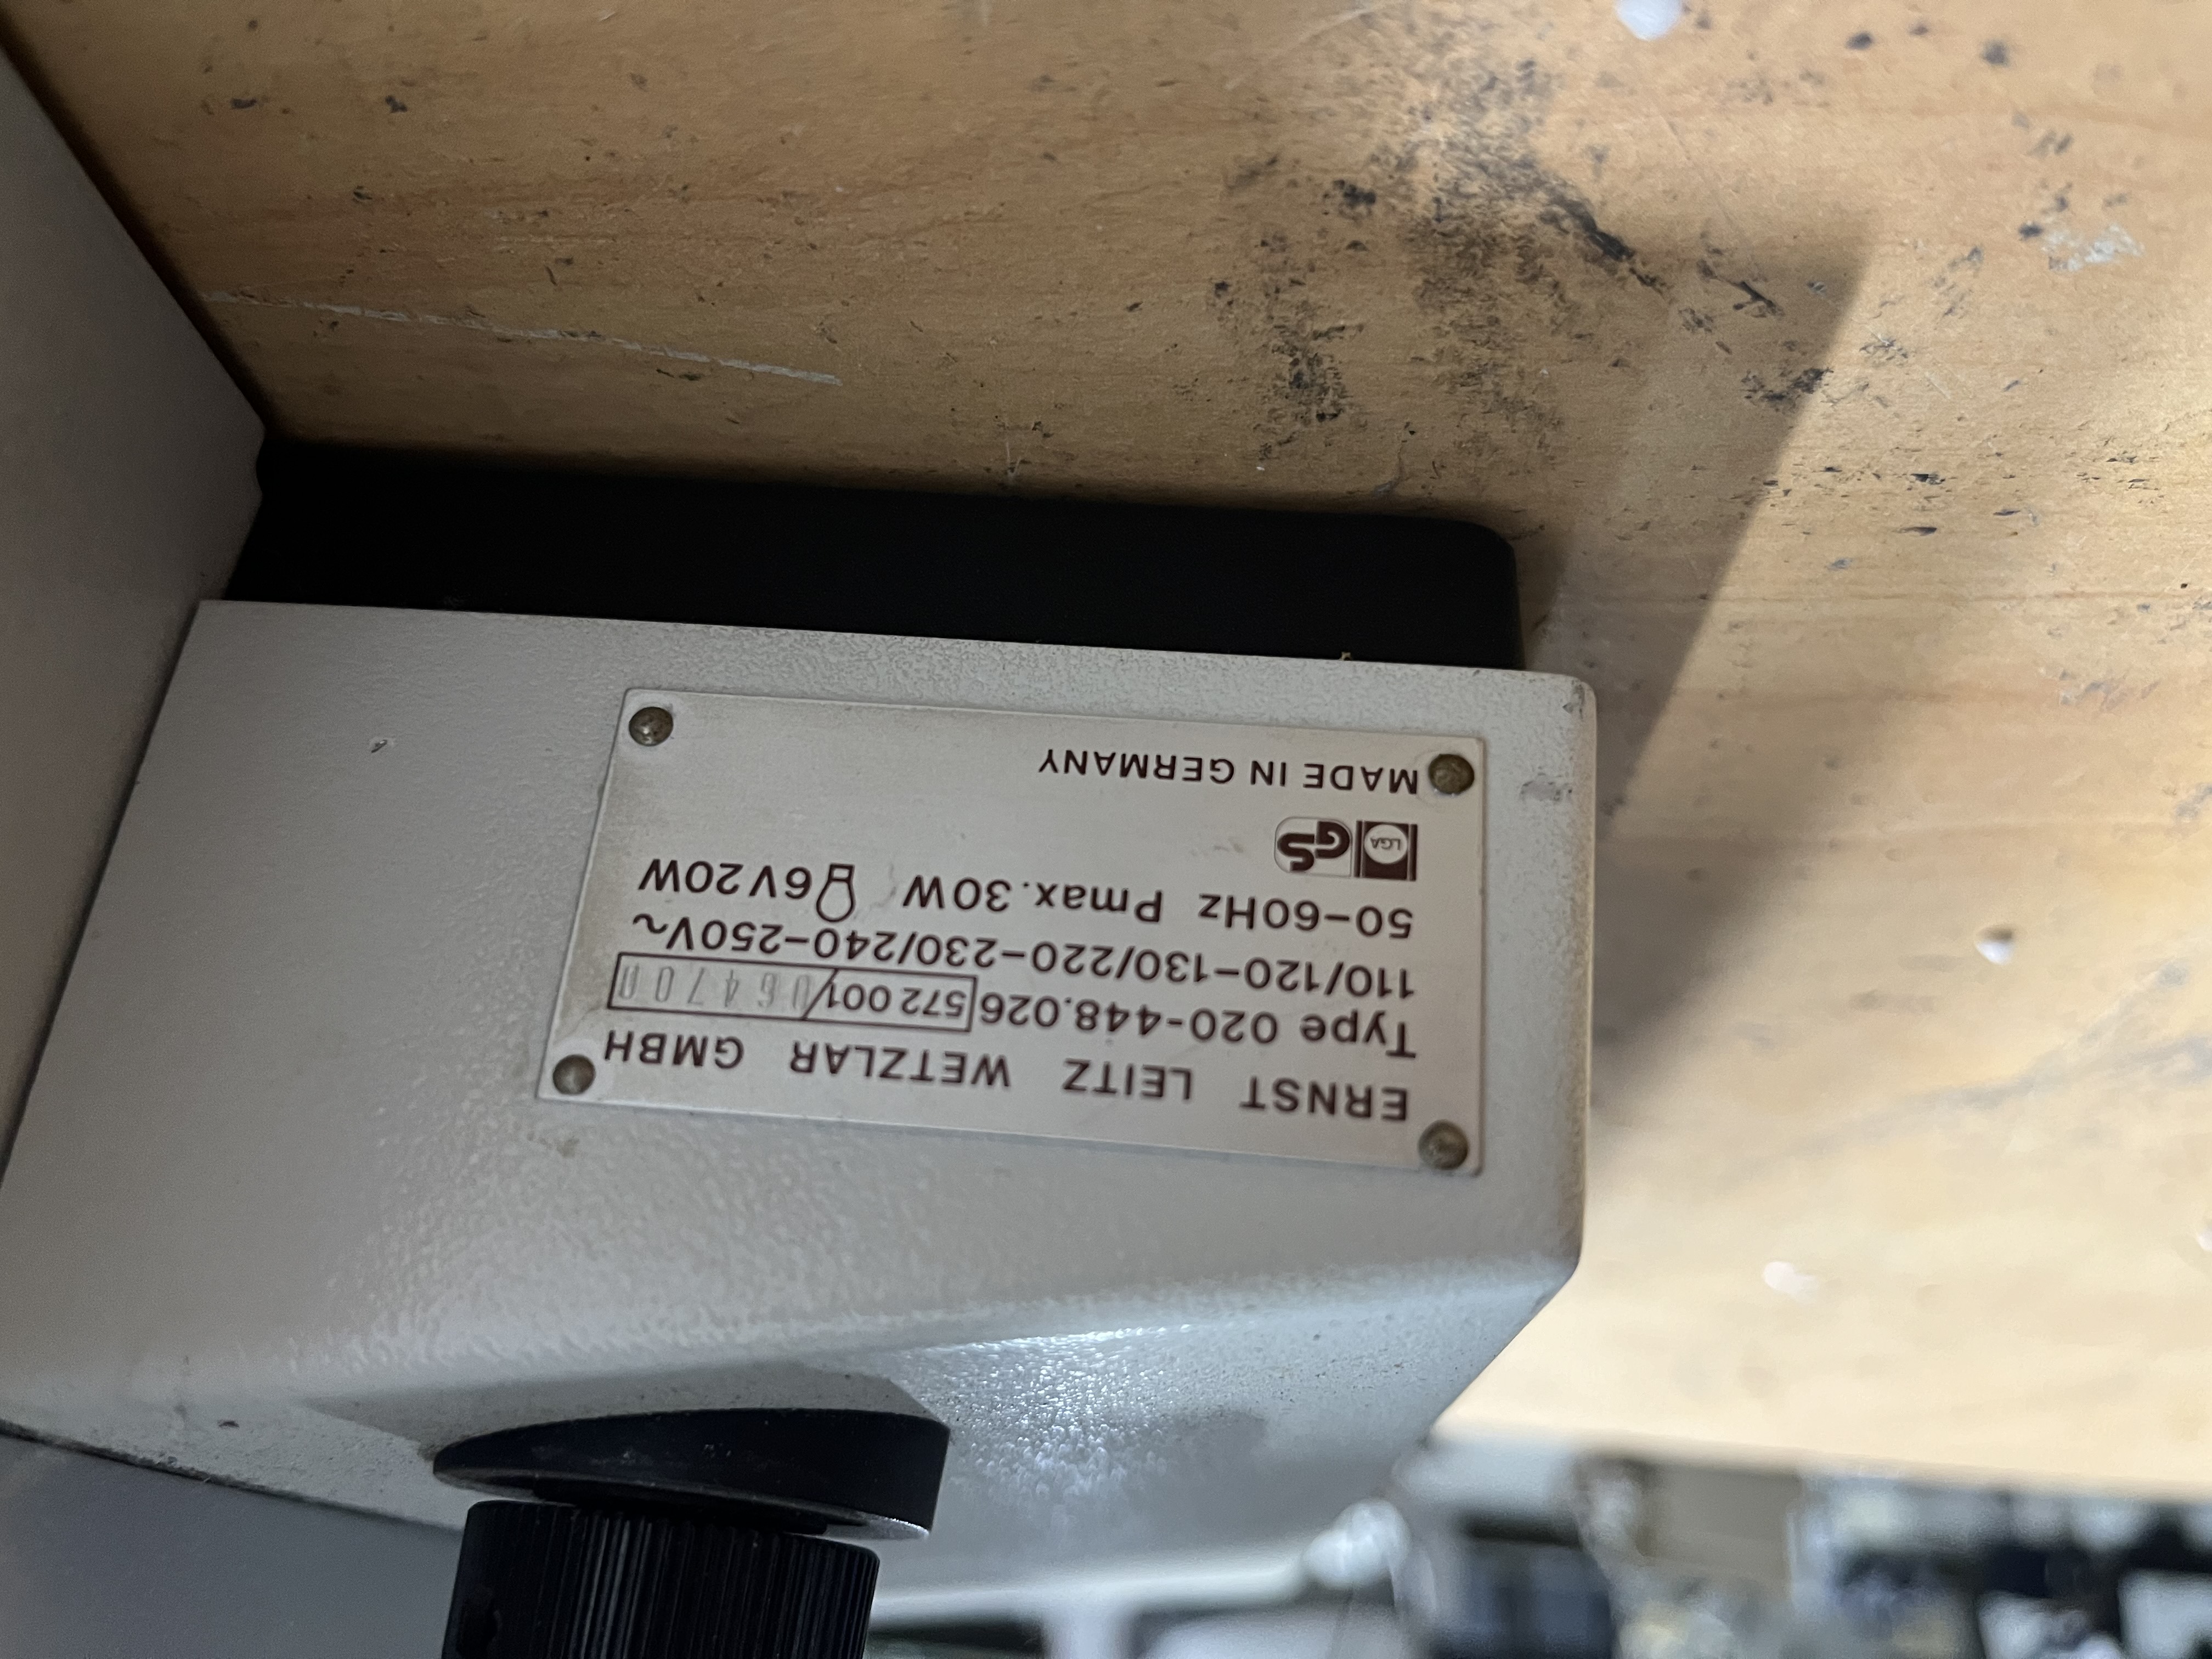 ERNST LEITZ WETZLAR GMBH
Type 020-448.026 572 001/
110/120-130/220-230/240-250V~
50-60Hz Pmax.30W 6V20W
LGA GS
MADE IN GERMANY